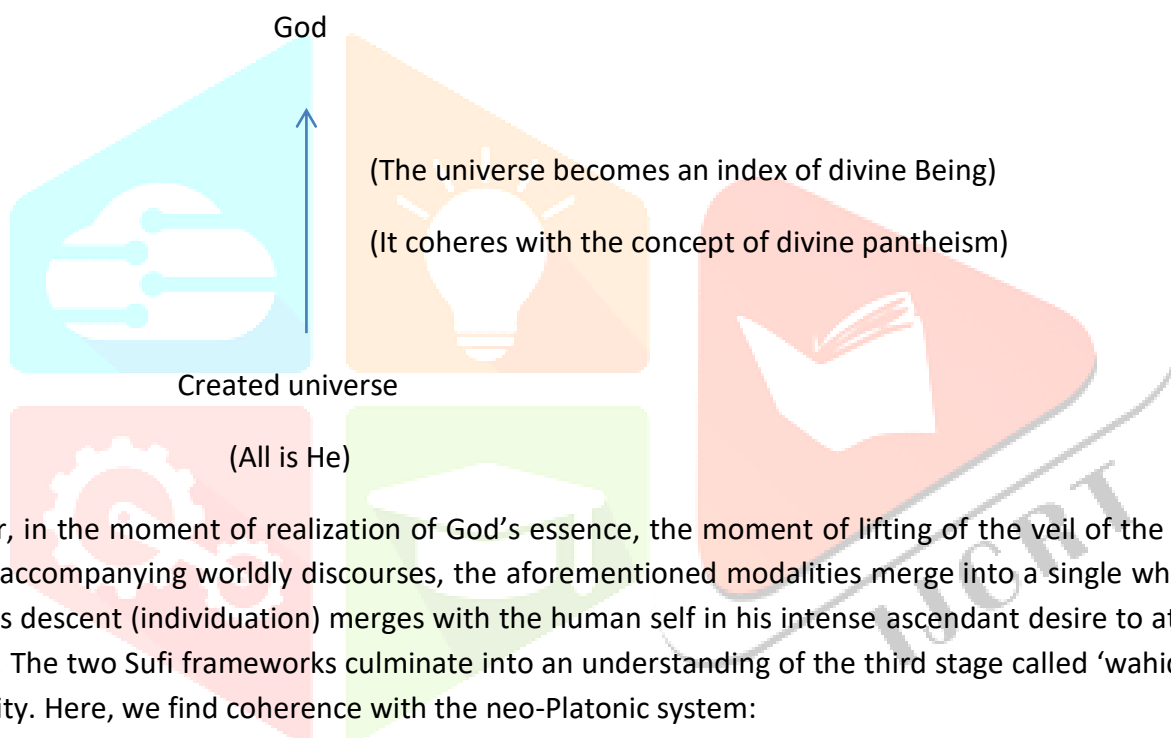 God
(The universe becomes an index of divine Being)
(It coheres with the concept of divine pantheism)
Created universe
(All is He)
r, in the moment of realization of God’s essence, the moment of lifting of the veil of the
accompanying worldly discourses, the aforementioned modalities merge into a single wh
s descent (individuation) merges with the human self in his intense ascendant desire to at
The two Sufi frameworks culminate into an understanding of the third stage called ‘wahid
ity. Here, we find coherence with the neo-Platonic system:
IJCRT